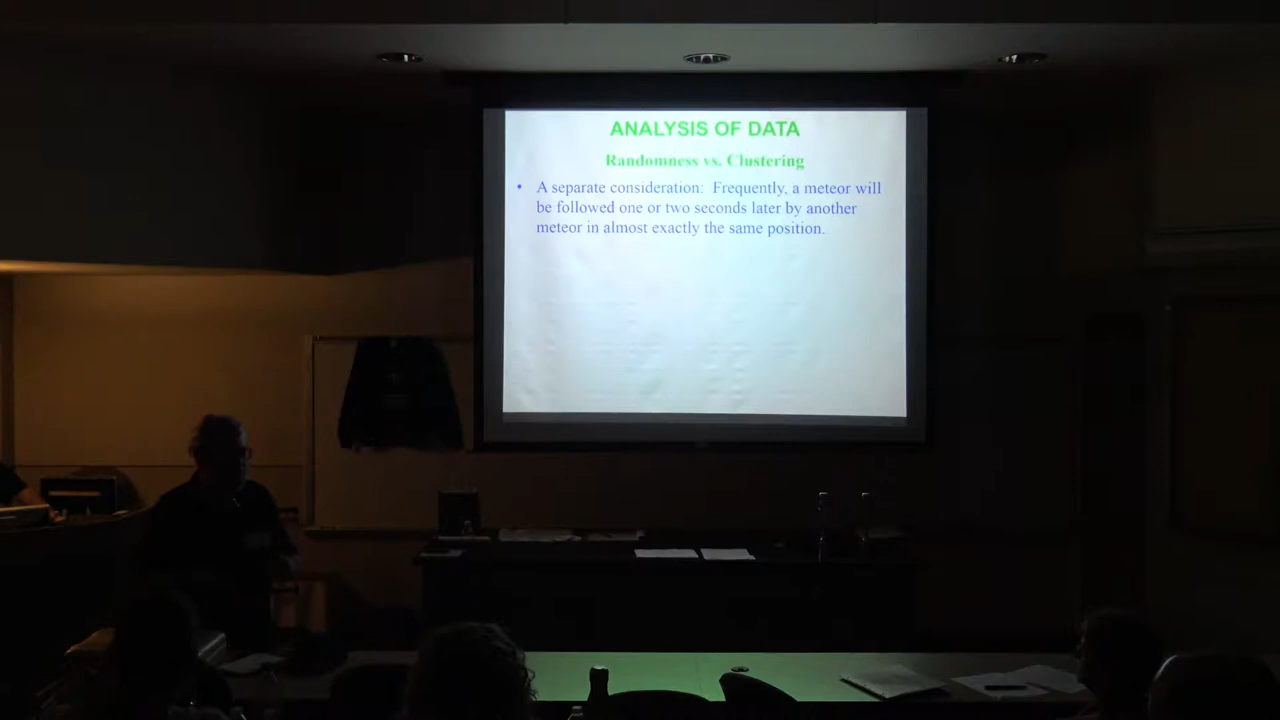 ANALYSIS OF DATA
Randomness vs. Clustering
• A separate consideration: Frequently, a meteor will
be followed one or two seconds later by another
meteor in almost exactly the same position.